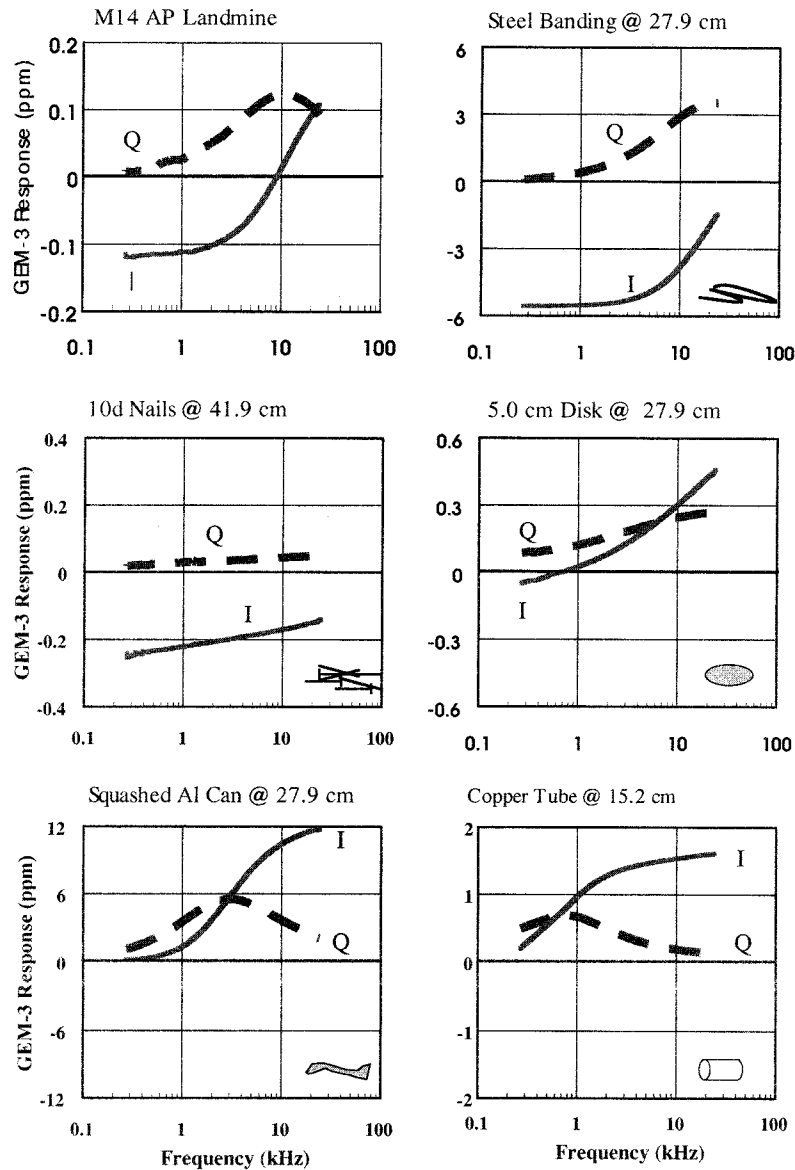 M14 AP Landmine
GEM-3 Response (ppm)
0.2
0.1
0
-0.1
-0.2
Q
I
0.1 1 10 100
Steel Banding @ 27.9 cm
6
3
0
-3
-6
Q
I
0.1 1 10 100
10d Nails @ 41.9 cm
GEM-3 Response (ppm)
0.4
0.2
0
-0.2
-0.4
Q
I
0.1 1 10 100
5.0 cm Disk @ 27.9 cm
0.6
0.3
0
-0.3
-0.6
Q
I
0.1 1 10 100
Squashed Al Can @ 27.9 cm
GEM-3 Response (ppm)
12
6
0
-6
-12
I
Q
0.1 1 10 100
Frequency (kHz)
Copper Tube @ 15.2 cm
2
1
0
-1
-2
I
Q
0.1 1 10 100
Frequency (kHz)